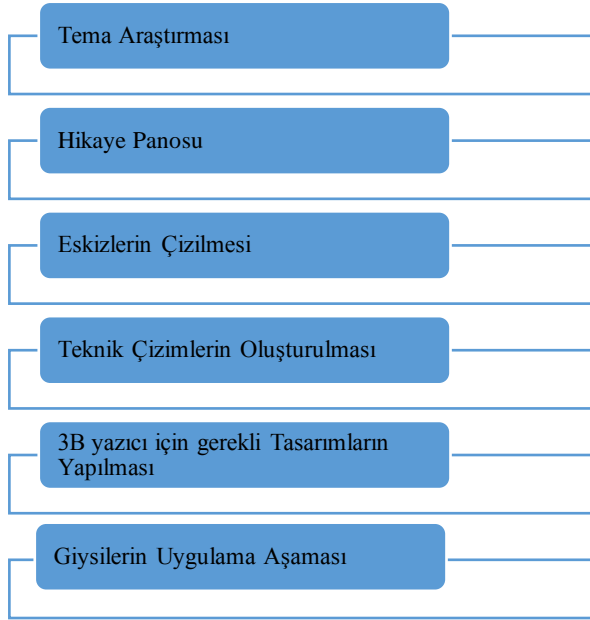 Tema Araştırması
Hikaye Panosu
Eskizlerin Çizilmesi
Teknik Çizimlerin Oluşturulması
3B yazıcı için gerekli Tasarımların
Yapılması
Giysilerin Uygulama Aşaması